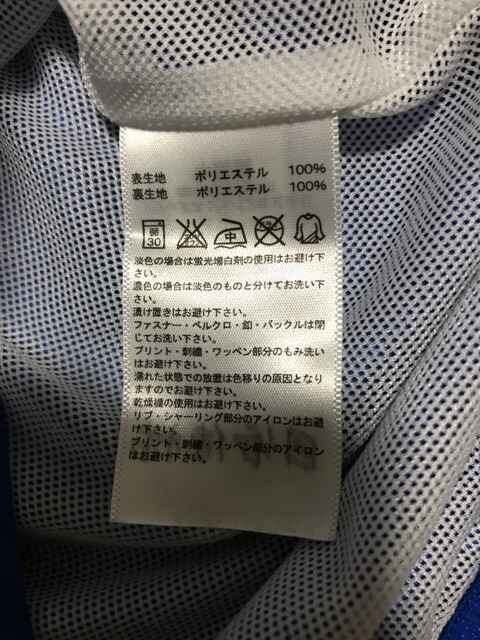 表生地 ポリエステル 100%
裏生地 ポリエステル 100%
弱 30 中
淡色の場合は蛍光増白剤の使用はお避け下
さい。
濃色の場合は淡色のものと分けてお洗い下
さい。
漬け置きはお避け下さい。
ファスナー・ベルクロ・釦・バックルは閉
じてお洗い下さい。
プリント・刺繍・ワッペン部分のもみ洗い
はお避け下さい。
濡れた状態での放置は色移りの原因となり
ますのでお避け下さい。
乾燥機の使用はお避け下さい。
リブ・シャーリング部分のアイロンはお避
け下さい。
プリント・刺繍・ワッペン部分のアイロン
はお避け下さい。